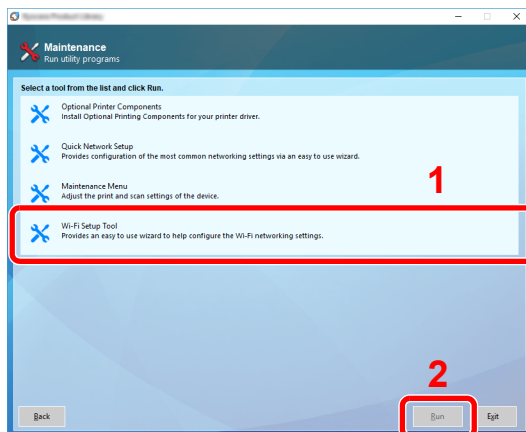 Maintenance
Run utility programs
Select a tool from the list and click Run.
Optional Printer Components
Install Optional Printing Components for your printer driver.
Quick Network Setup
Provides configuration of the most common networking settings via an easy to use wizard.
1
Maintenance Menu
Adjust the print and scan settings of the device.
Wi-Fi Setup Tool
Provides an easy to use wizard to help configure the Wi-Fi networking settings.
2
Back
Run
Exit